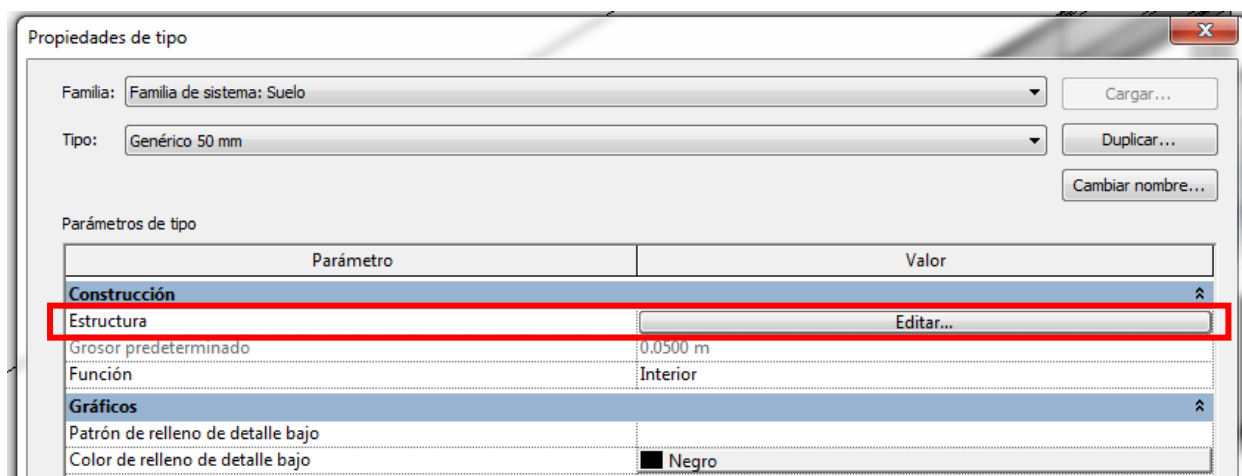 Propiedades de tipo
x
Familia: Familia de sistema: Suelo Cargar...
Tipo: Genérico 50 mm Duplicar...
Cambiar nombre...
Parámetros de tipo
Parámetro Valor
Construcción
Estructura Editar...
Grosor predeterminado 0.0500 m
Función Interior
Gráficos
Patrón de relleno de detalle bajo
Color de relleno de detalle bajo Negro